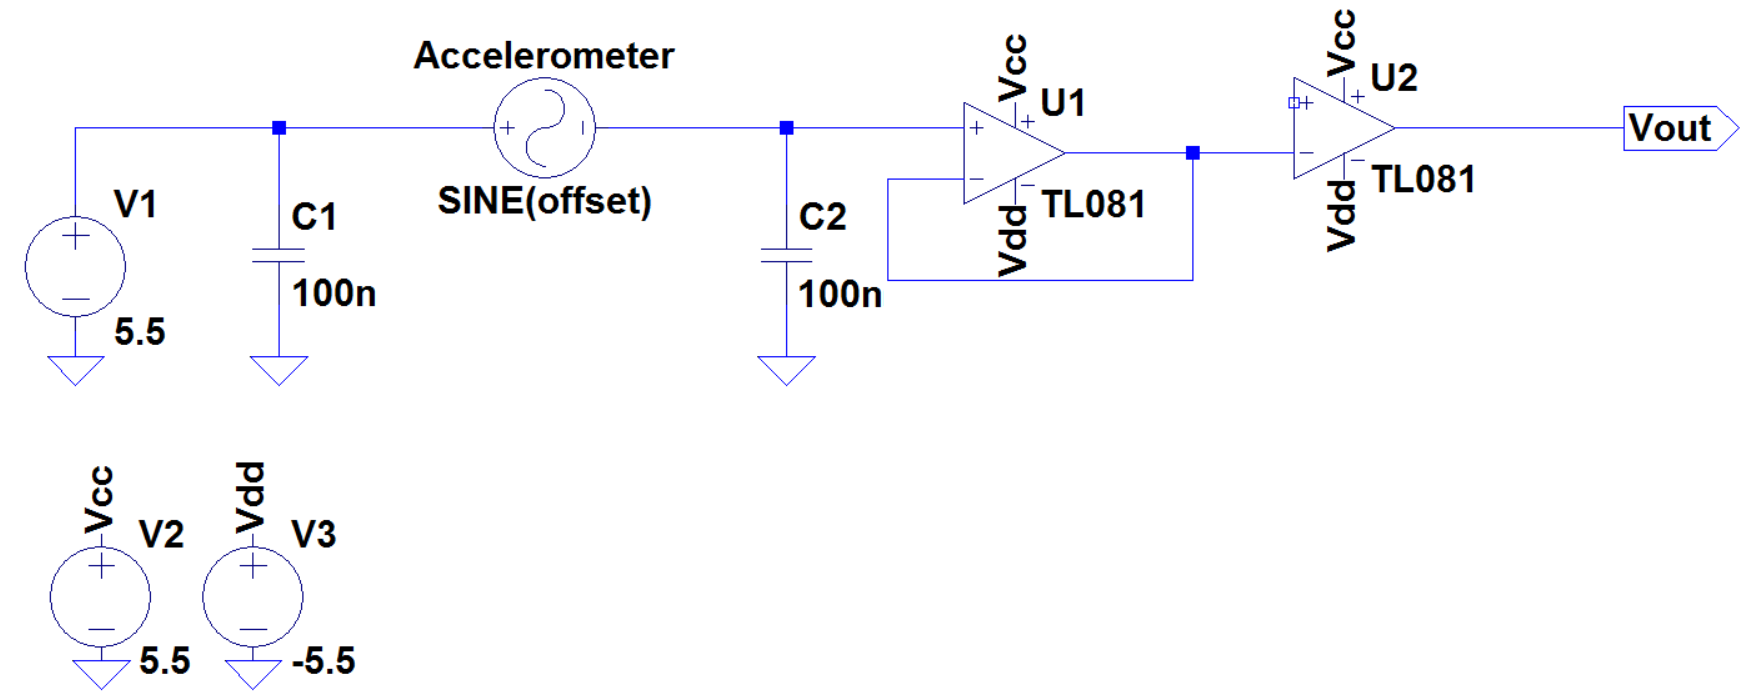 Accelerometer
SINE(offset)
V1
5.5
C1
100n
C2
100n
Vcc
U1
TL081
Vdd
Vcc
U2
TL081
Vdd
Vout
Vcc
V2
5.5
Vdd
V3
-5.5